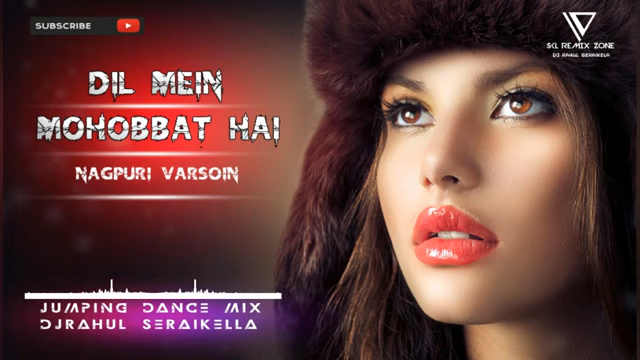 SUBSCRIBE
SKL REMIX ZONE
DJ RAHUL SERAIKELA
DIL MEIN
MOHOBBAT HAI
NAGPURI VARSOIN
JUMPING DANCE MIX
DJRAHUL SERAIKELLA